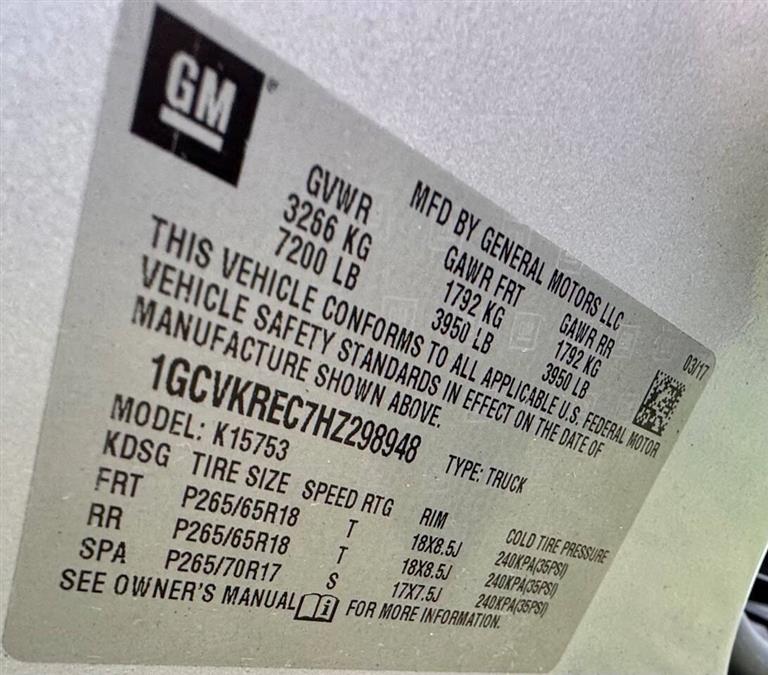 GM
MFD BY GENERAL MOTORS LLC 03/17
GVWR GAWR FRT GAWR RR
3266 KG 1792 KG 1792 KG
7200 LB 3950 LB 3950 LB
THIS VEHICLE CONFORMS TO ALL APPLICABLE U.S. FEDERAL MOTOR
VEHICLE SAFETY STANDARDS IN EFFECT ON THE DATE OF
MANUFACTURE SHOWN ABOVE.
1GCVKREC7HZ298948 TYPE: TRUCK
MODEL: K15753
KDSG TIRE SIZE SPEED RTG RIM COLD TIRE PRESSURE
FRT P265/65R18 T 18X8.5J 240KPA(35PSI)
RR P265/65R18 T 18X8.5J 240KPA(35PSI)
SPA P265/70R17 S 17X7.5J 240KPA(35PSI)
SEE OWNER'S MANUAL i FOR MORE INFORMATION.